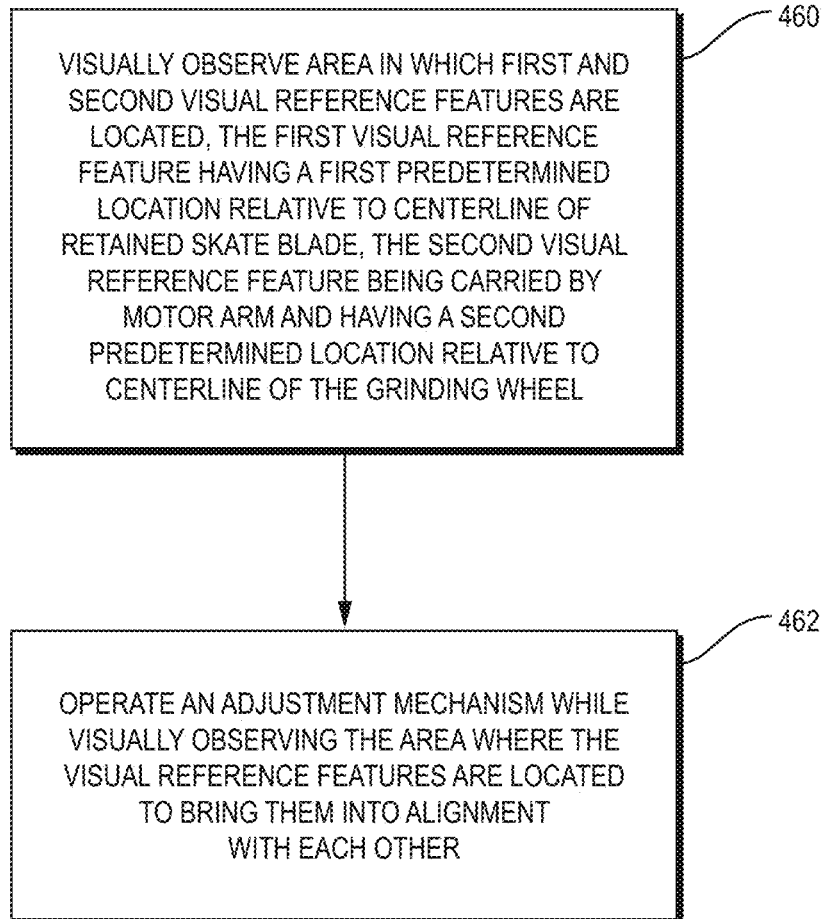 460
VISUALLY OBSERVE AREA IN WHICH FIRST AND
SECOND VISUAL REFERENCE FEATURES ARE
LOCATED, THE FIRST VISUAL REFERENCE
FEATURE HAVING A FIRST PREDETERMINED
LOCATION RELATIVE TO CENTERLINE OF
RETAINED SKATE BLADE, THE SECOND VISUAL
REFERENCE FEATURE BEING CARRIED BY
MOTOR ARM AND HAVING A SECOND
PREDETERMINED LOCATION RELATIVE TO
CENTERLINE OF THE GRINDING WHEEL
462
OPERATE AN ADJUSTMENT MECHANISM WHILE
VISUALLY OBSERVING THE AREA WHERE THE
VISUAL REFERENCE FEATURES ARE LOCATED
TO BRING THEM INTO ALIGNMENT
WITH EACH OTHER